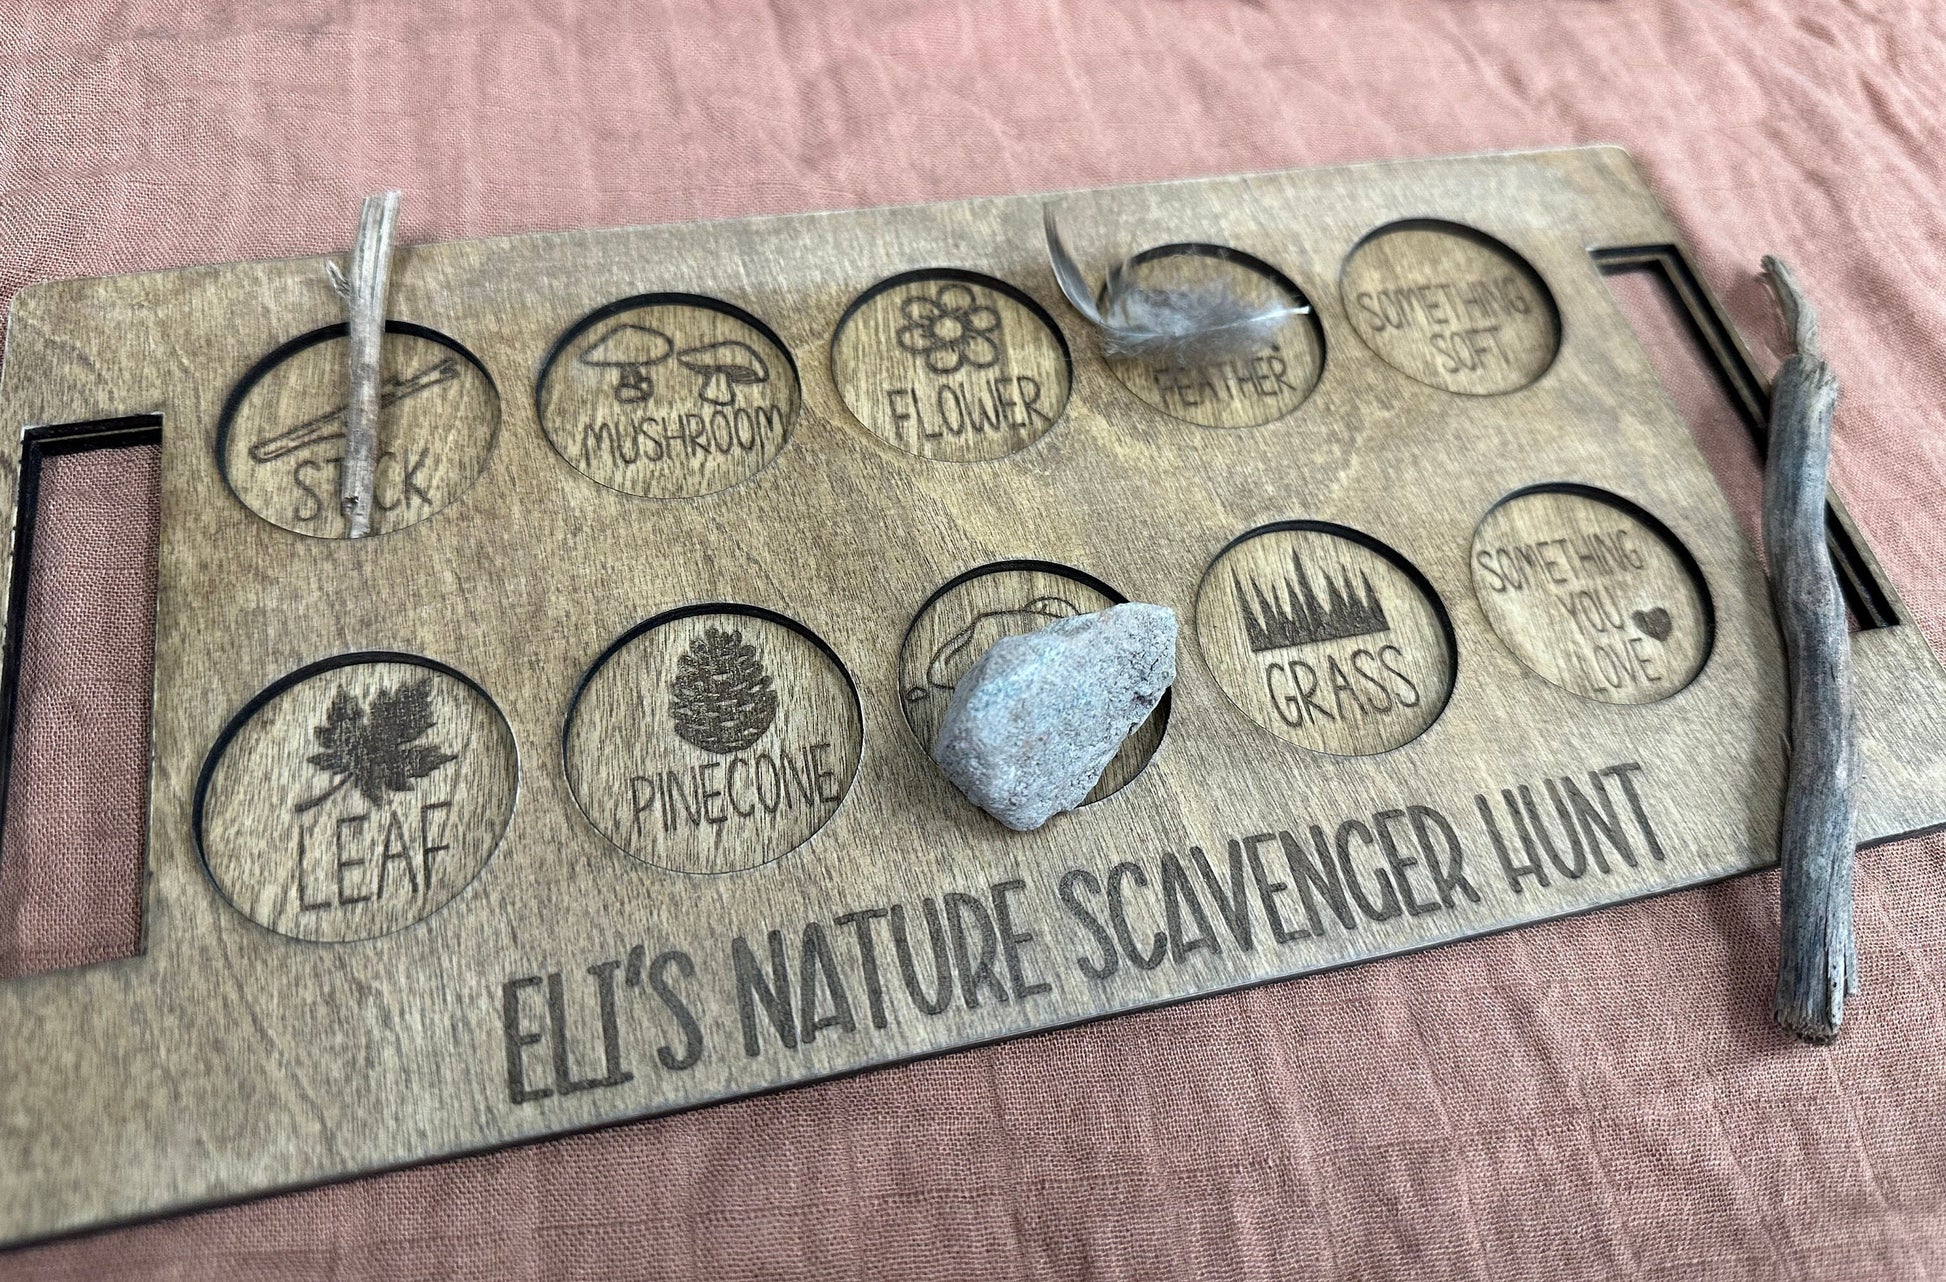 STICK
MUSHROOM
FLOWER
FEATHER
SOMETHING
SOFT
LEAF
PINECONE
GRASS
SOMETHING
YOU
LOVE
ELI'S NATURE SCAVENGER HUNT